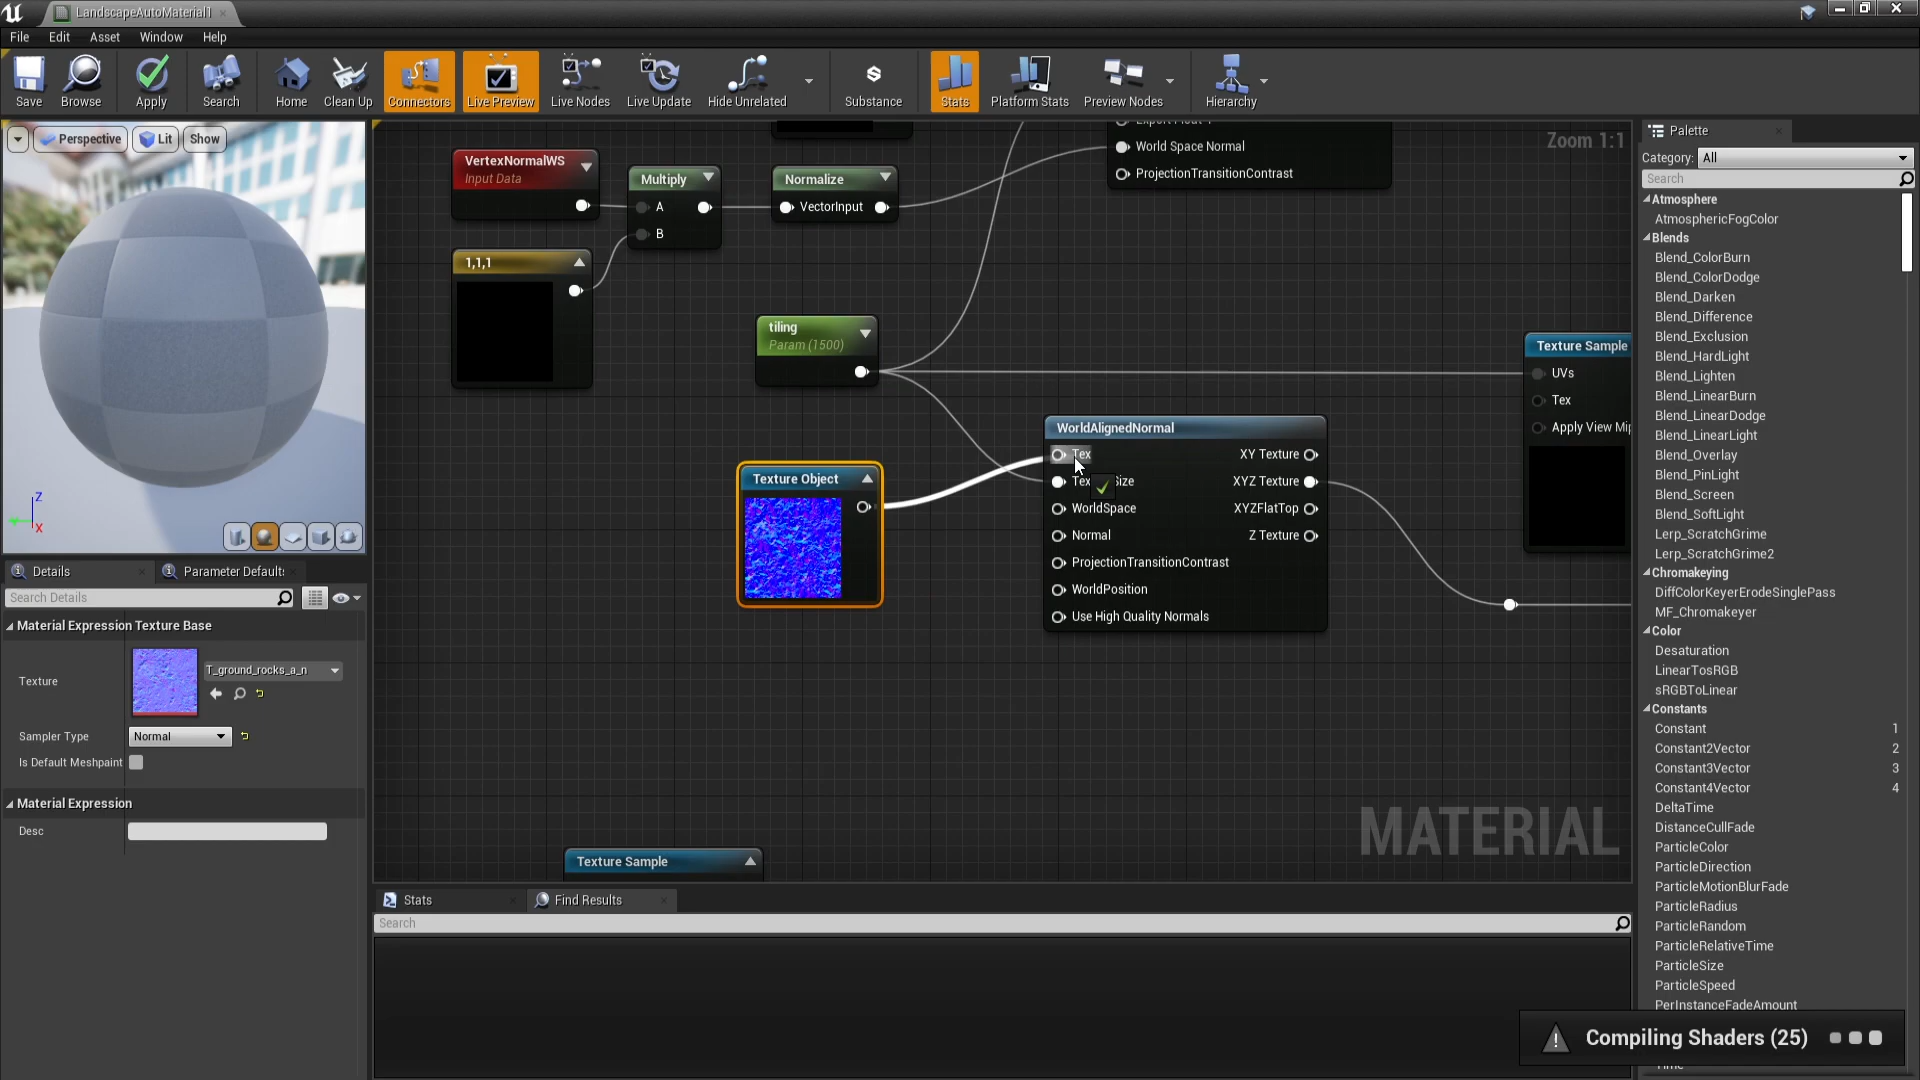 LandscapeAutoMaterial1
File Edit Asset Window Help
Save Browse Apply Search Home Clean Up Connectors Live Preview Live Nodes Live Update Hide Unrelated Substance Stats Platform Stats Preview Nodes Hierarchy
Perspective Lit Show
Zoom 1:1
VertexNormalWS
Input Data
Multiply
A
B
Normalize
VectorInput
World Space Normal
ProjectionTransitionContrast
1,1,1
tiling
Param (1500)
Texture Object
WorldAlignedNormal
Tex XY Texture
XYZ Texture
WorldSpace XYZFlatTop
Normal Z Texture
ProjectionTransitionContrast
WorldPosition
Use High Quality Normals
Texture Sample
UVs
Tex
Apply View Mip
Texture Sample
MATERIAL
Z
X
Details Parameter Defaults
Search Details
Material Expression Texture Base
Texture T_ground_rocks_a_n
Sampler Type Normal
Is Default Meshpaint
Material Expression
Desc
Stats Find Results
Search
Palette
Category: All
Search
Atmosphere
AtmosphericFogColor
Blends
Blend_ColorBurn
Blend_ColorDodge
Blend_Darken
Blend_Difference
Blend_Exclusion
Blend_HardLight
Blend_Lighten
Blend_LinearBurn
Blend_LinearDodge
Blend_LinearLight
Blend_Overlay
Blend_PinLight
Blend_Screen
Blend_SoftLight
Lerp_ScratchGrime
Lerp_ScratchGrime2
Chromakeying
DiffColorKeyerErodeSinglePass
MF_Chromakeyer
Color
Desaturation
LinearTosRGB
sRGBToLinear
Constants
Constant 1
Constant2Vector 2
Constant3Vector 3
Constant4Vector 4
DeltaTime
DistanceCullFade
ParticleColor
ParticleDirection
ParticleMotionBlurFade
ParticleRadius
ParticleRandom
ParticleRelativeTime
ParticleSize
ParticleSpeed
PerInstanceFadeAmount
Compiling Shaders (25)